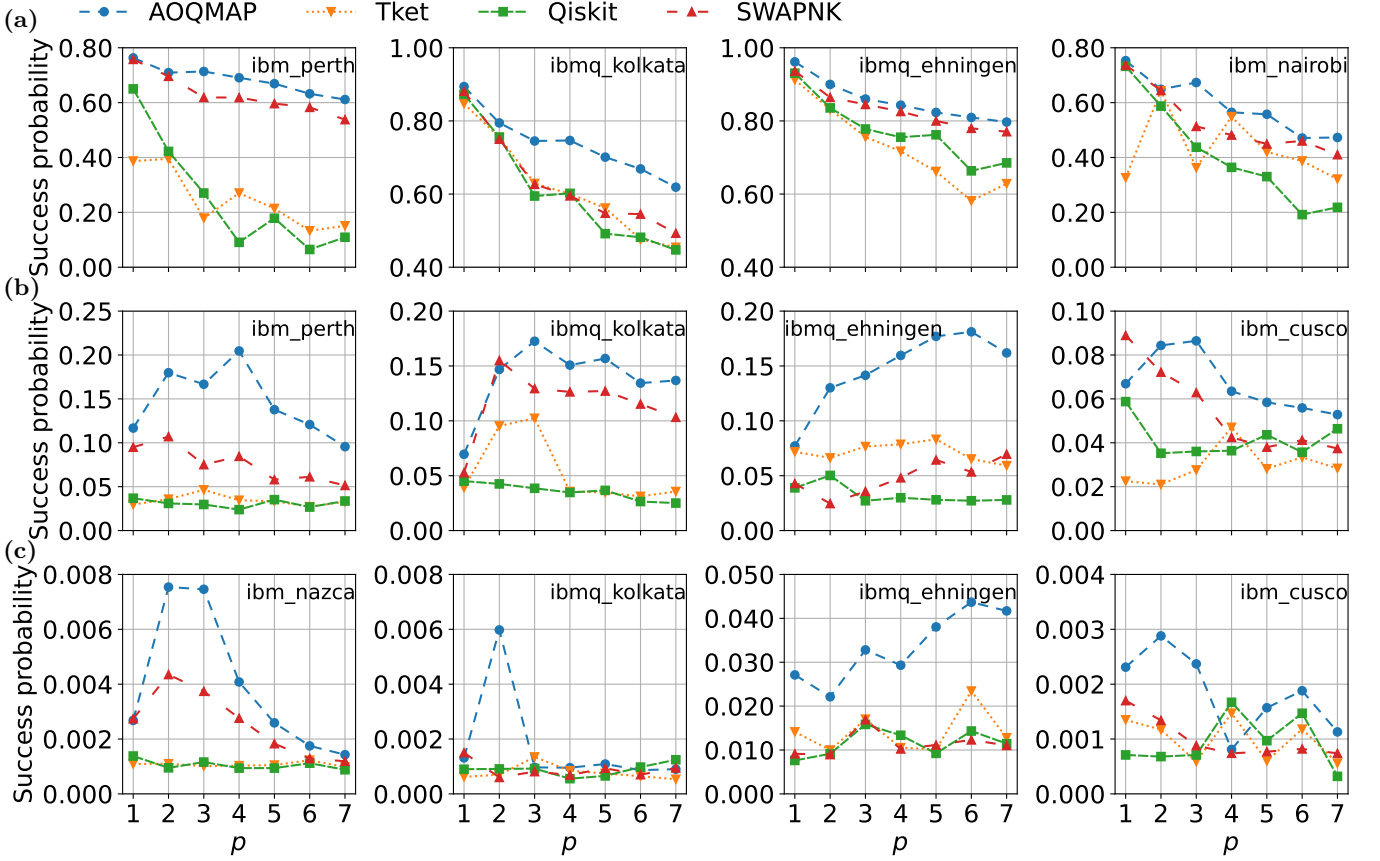 (a) AOQMAP Tket Qiskit SWAPNK
Success probability
0.80 0.60 0.40 0.20 0.00
ibm_perth
1.00 0.80 0.60 0.40
ibmq_kolkata
1.00 0.80 0.60 0.40
ibmq_ehningen
0.80 0.60 0.40 0.20 0.00
ibm_nairobi
(b)
Success probability
0.25 0.20 0.15 0.10 0.05 0.00
ibm_perth
0.20 0.15 0.10 0.05 0.00
ibmq_kolkata
0.20 0.15 0.10 0.05 0.00
ibmq_ehningen
0.10 0.08 0.06 0.04 0.02 0.00
ibm_cusco
(c)
Success probability
0.008 0.006 0.004 0.002 0.000
ibm_nazca
0.008 0.006 0.004 0.002 0.000
ibmq_kolkata
0.050 0.040 0.030 0.020 0.010 0.000
ibmq_ehningen
0.004 0.003 0.002 0.001 0.000
ibm_cusco
1 2 3 4 5 6 7
1 2 3 4 5 6 7
1 2 3 4 5 6 7
1 2 3 4 5 6 7
p
p
p
p